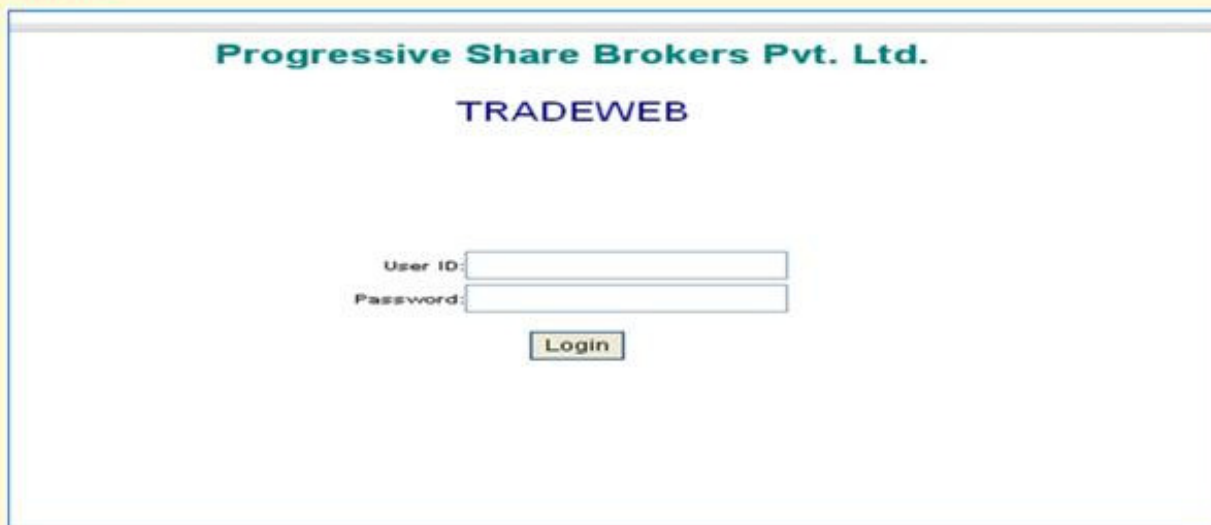 Progressive Share Brokers Pvt. Ltd.
TRADEWEB
User ID:
Password:
Login